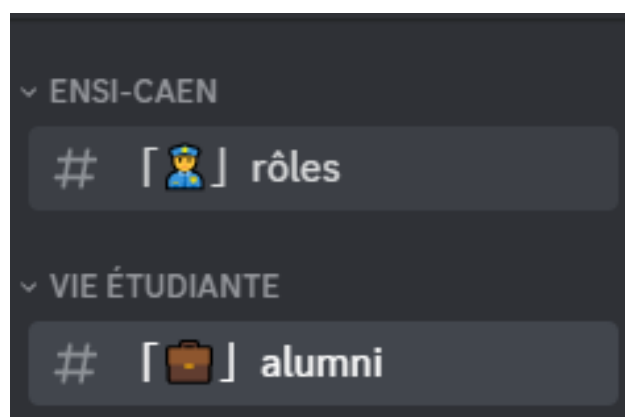 ENSI-CAEN
# ⌈👮⌋ rôles
VIE ÉTUDIANTE
# ⌈💼⌋ alumni